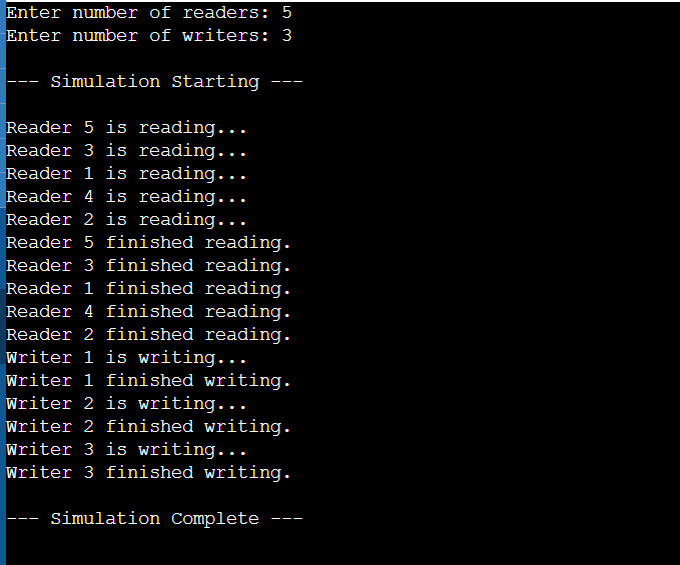 Enter number of readers: 5
Enter number of writers: 3
--- Simulation Starting ---
Reader 5 is reading...
Reader 3 is reading...
Reader 1 is reading...
Reader 4 is reading...
Reader 2 is reading...
Reader 5 finished reading.
Reader 3 finished reading.
Reader 1 finished reading.
Reader 4 finished reading.
Reader 2 finished reading.
Writer 1 is writing...
Writer 1 finished writing.
Writer 2 is writing...
Writer 2 finished writing.
Writer 3 is writing...
Writer 3 finished writing.
--- Simulation Complete ---